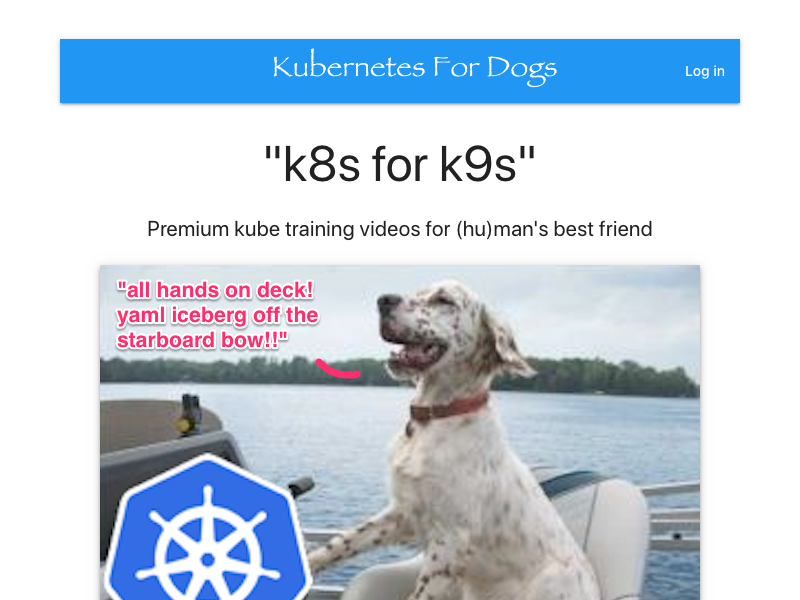 Kubernetes For Dogs
Log in
"k8s for k9s"
Premium kube training videos for (hu)man's best friend
"all hands on deck!
yaml iceberg off the
starboard bow!!"